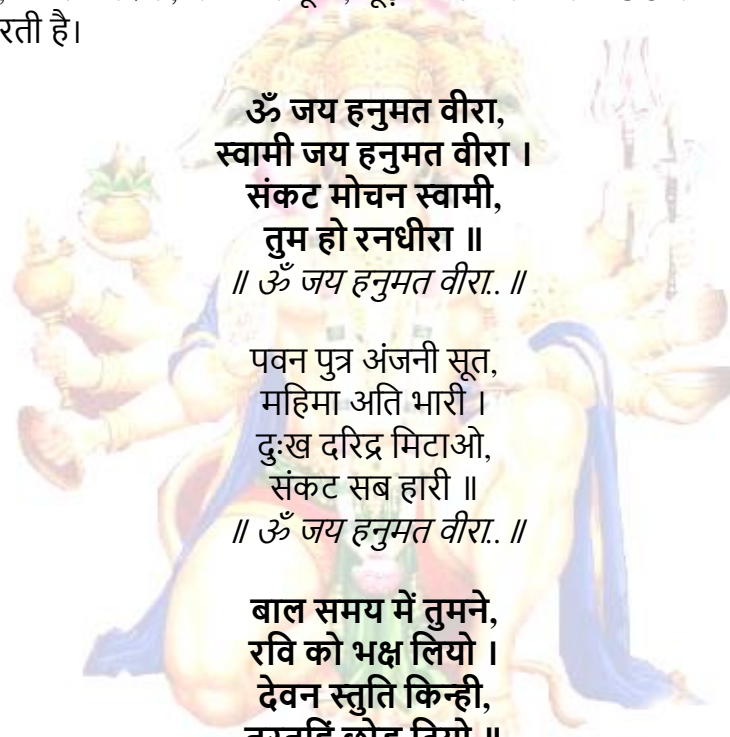 रती है।
ॐ जय हनुमत वीरा,
स्वामी जय हनुमत वीरा ।
संकट मोचन स्वामी,
तुम हो रनधीरा ॥
॥ ॐ जय हनुमत वीरा.. ॥
पवन पुत्र अंजनी सूत,
महिमा अति भारी ।
दुःख दरिद्र मिटाओ,
संकट सब हारी ॥
॥ ॐ जय हनुमत वीरा.. ॥
बाल समय में तुमने,
रवि को भक्ष लियो ।
देवन स्तुति किन्ही,